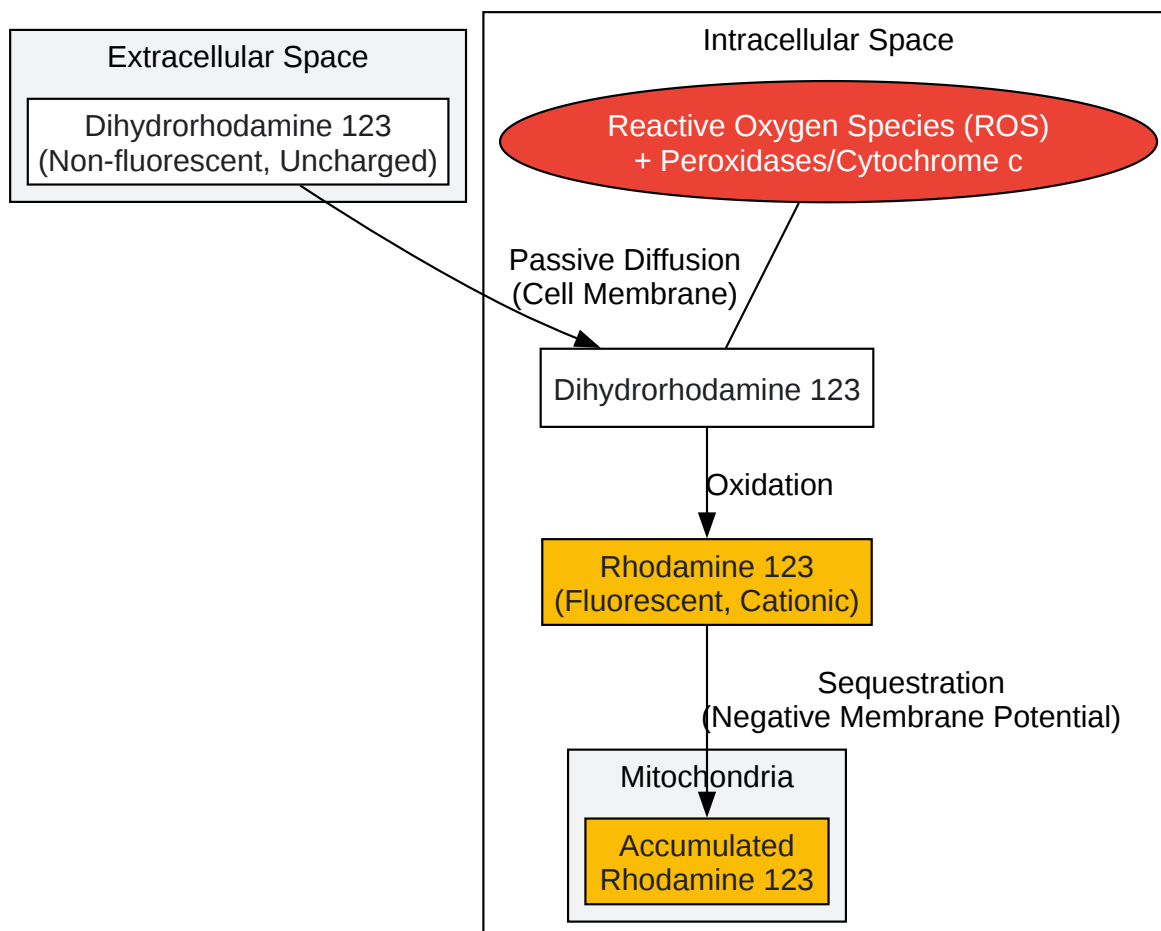 Extracellular Space
Dihydrorhodamine 123
(Non-fluorescent, Uncharged)
Intracellular Space
Reactive Oxygen Species (ROS)
+ Peroxidases/Cytochrome c
Passive Diffusion
(Cell Membrane)
Dihydrorhodamine 123
Oxidation
Rhodamine 123
(Fluorescent, Cationic)
Sequestration
(Negative Membrane Potential)
Mitochondria
Accumulated
Rhodamine 123